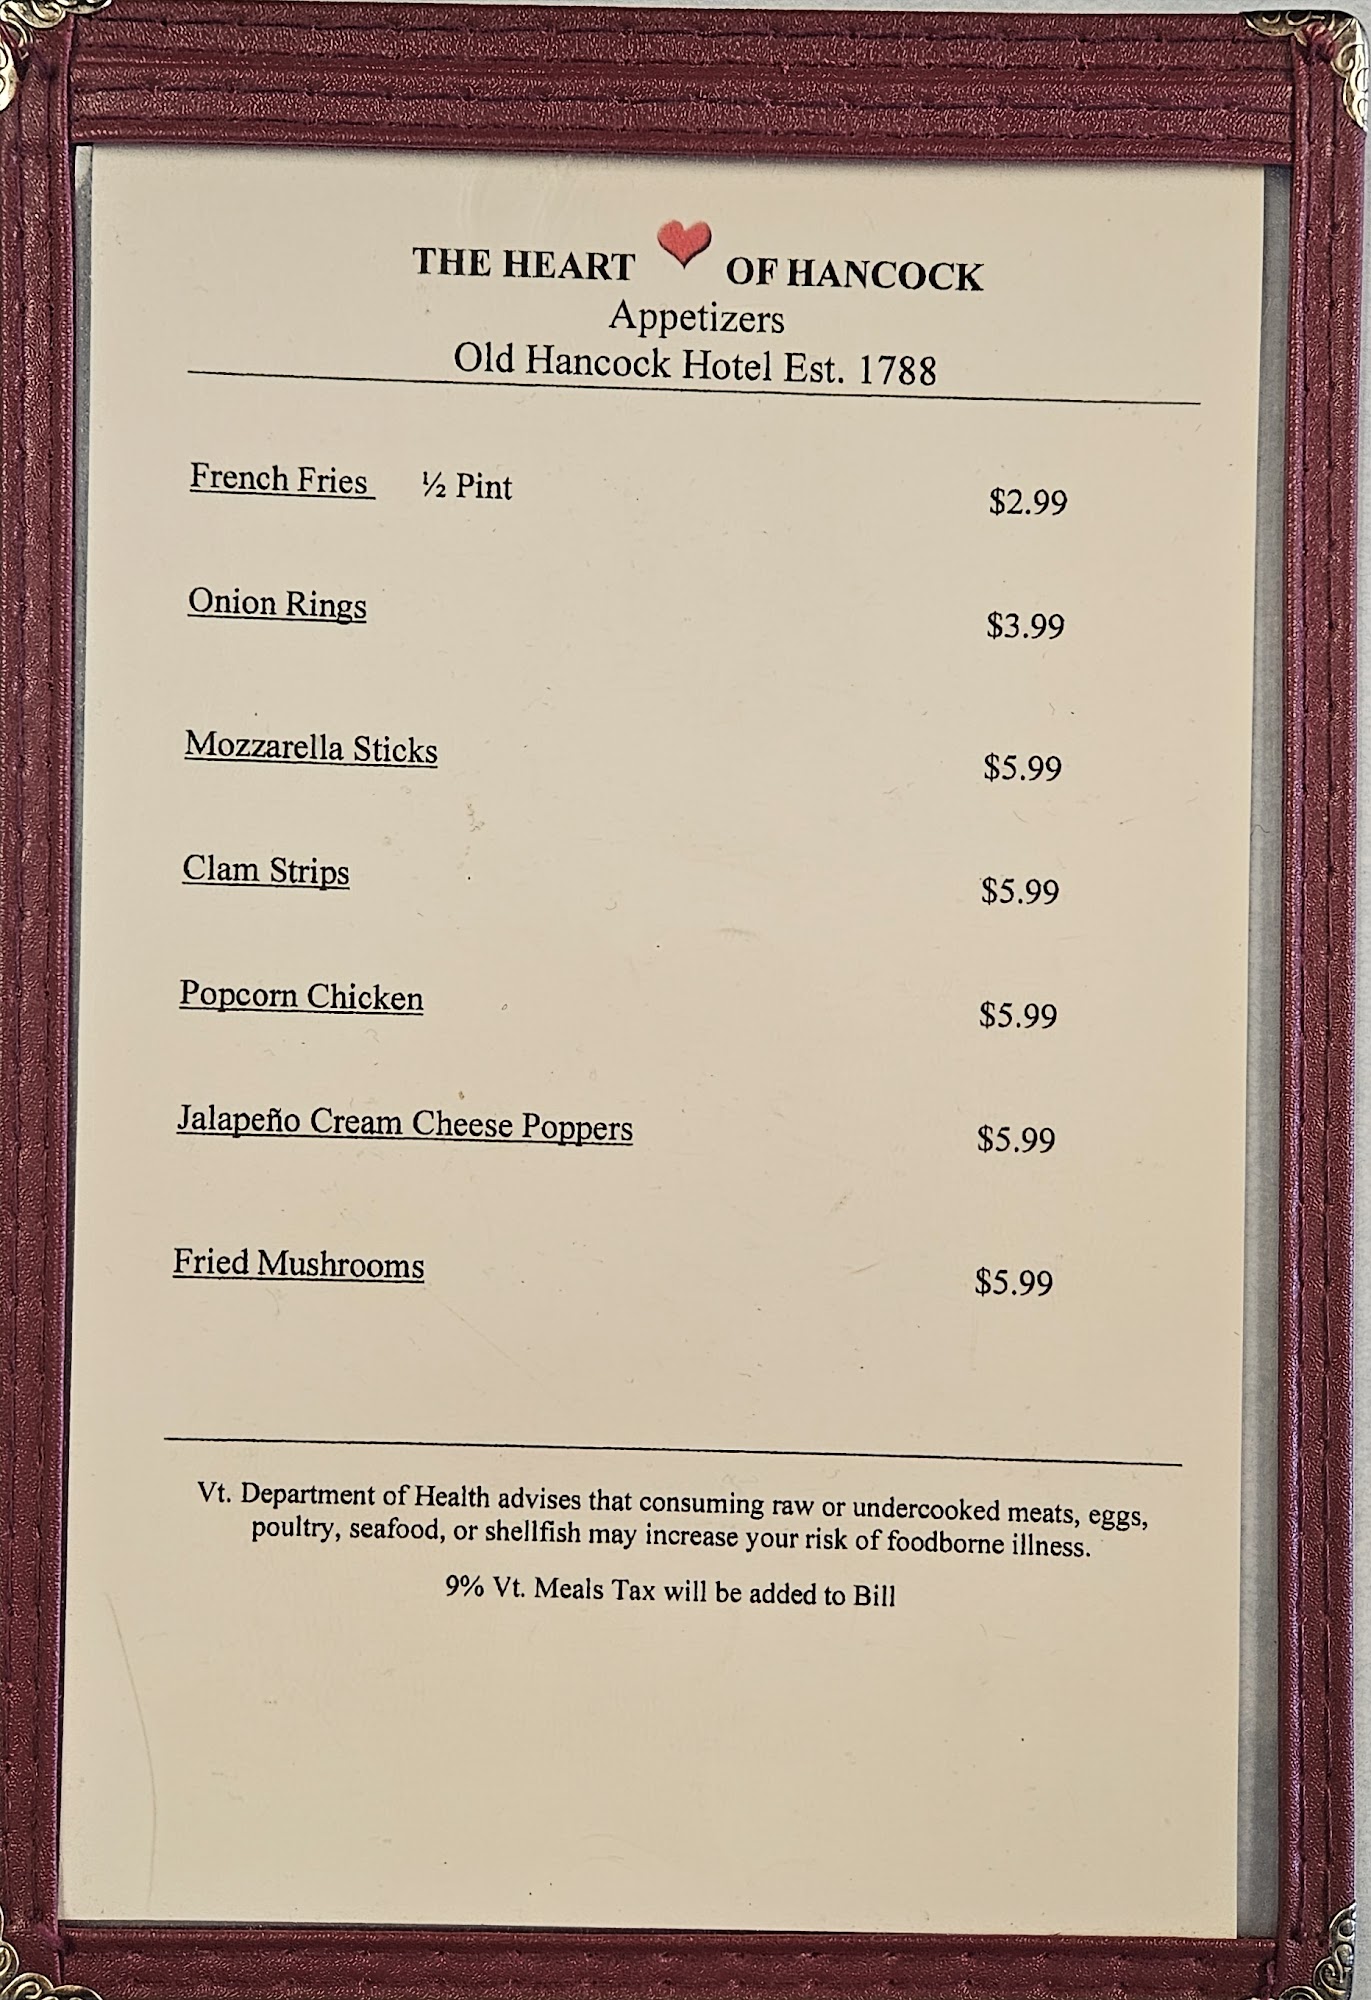 THE HEART OF HANCOCK
Appetizers
Old Hancock Hotel Est. 1788
French Fries ½ Pint $2.99
Onion Rings $3.99
Mozzarella Sticks $5.99
Clam Strips $5.99
Popcorn Chicken $5.99
Jalapeño Cream Cheese Poppers $5.99
Fried Mushrooms $5.99
Vt. Department of Health advises that consuming raw or undercooked meats, eggs,
poultry, seafood, or shellfish may increase your risk of foodborne illness.
9% Vt. Meals Tax will be added to Bill